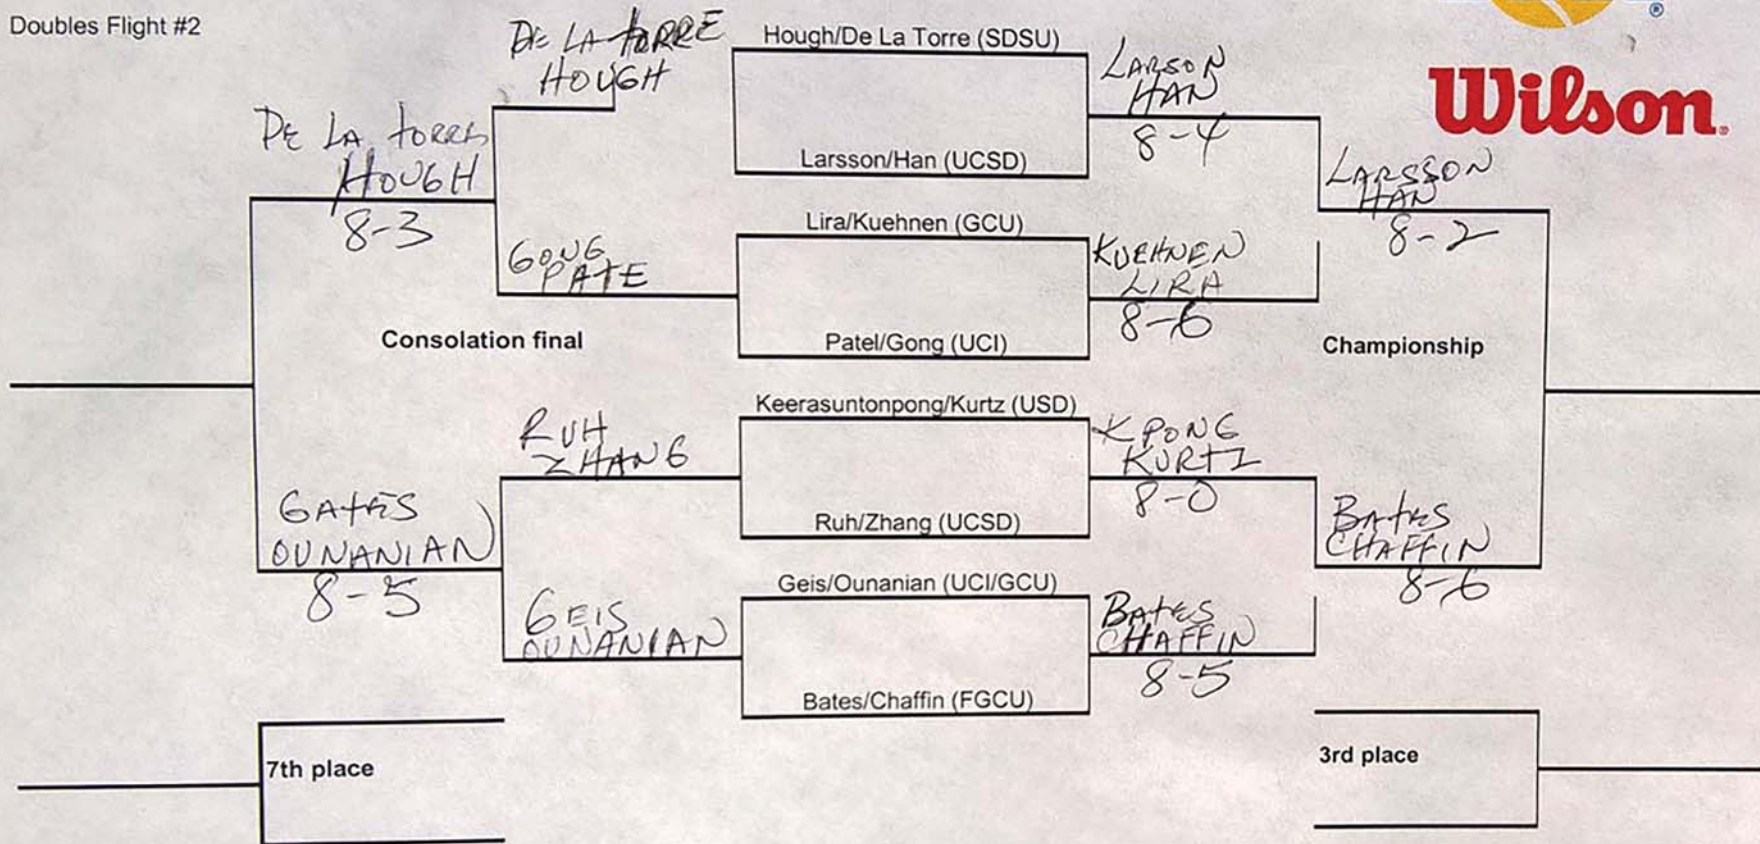 Doubles Flight #2
DE LA TORRE
HOUGH
Hough/De La Torre (SDSU)
LARSON
HAN
8-4
Wilson
®
DE LA TORRE
HOUGH
8-3
Larsson/Han (UCSD)
LARSSON
HAN
8-2
GONG
PATE
Lira/Kuehnen (GCU)
KUEHNEN
LIRA
8-6
Consolation final
Patel/Gong (UCI)
Championship
Keerasuntonpong/Kurtz (USD)
RUH
ZHANG
KPONG
KURTZ
8-0
Ruh/Zhang (UCSD)
GATES
OUNANIAN
8-5
BATES
CHAFFIN
8-6
Geis/Ounanian (UCI/GCU)
GEIS
OUNANIAN
BATES
CHAFFIN
8-5
Bates/Chaffin (FGCU)
7th place
3rd place